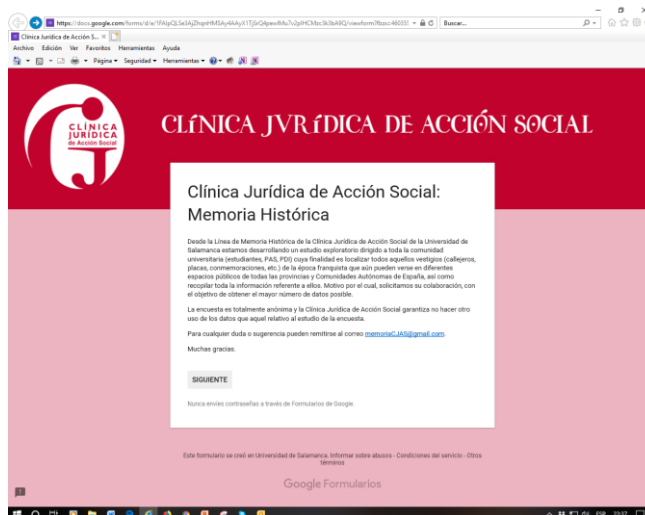 Buscar...
Clínica Jurídica de Acción S...
Archivo Edición Ver Favoritos Herramientas Ayuda
Página Seguridad Herramientas
CLÍNICA
JURÍDICA
de Acción Social
CLÍNICA JVRÍDICA DE ACCIÓN SOCIAL
Clínica Jurídica de Acción Social:
Memoria Histórica
Desde la Línea de Memoria Histórica de la Clínica Jurídica de Acción Social de la Universidad de
Salamanca estamos desarrollando un estudio exploratorio dirigido a toda la comunidad
universitaria (estudiantes, PAS, PDI) cuya finalidad es localizar todos aquellos vestigios (callejeros,
placas, conmemoraciones, etc.) de la época franquista que aún pueden verse en diferentes
espacios públicos de todas las provincias y Comunidades Autónomas de España, así como
recopilar toda la información referente a ellos. Motivo por el cual, solicitamos su colaboración, con
el objetivo de obtener el mayor número de datos posible.
La encuesta es totalmente anónima y la Clínica Jurídica de Acción Social garantiza no hacer otro
uso de los datos que aquel relativo al estudio de la encuesta.
Para cualquier duda o sugerencia pueden remitirse al correo memoriaCJAS@gmail.com.
Muchas gracias.
SIGUIENTE
Nunca envíes contraseñas a través de Formularios de Google.
Este formulario se creó en Universidad de Salamanca. Informar sobre abusos - Condiciones del servicio - Otros
términos
Google Formularios